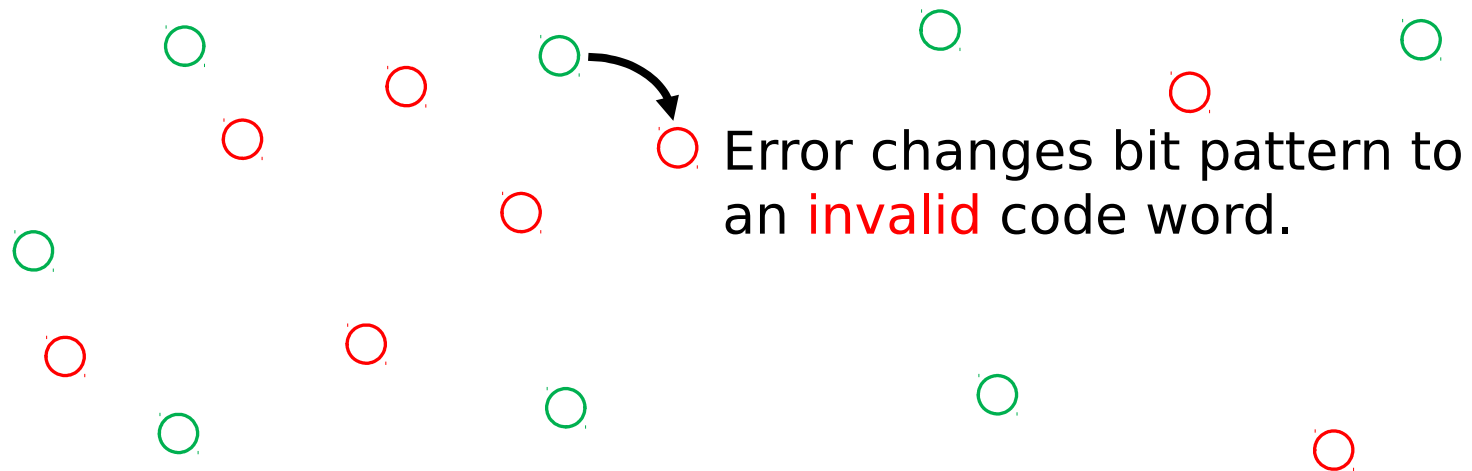 Error changes bit pattern to
an invalid code word.